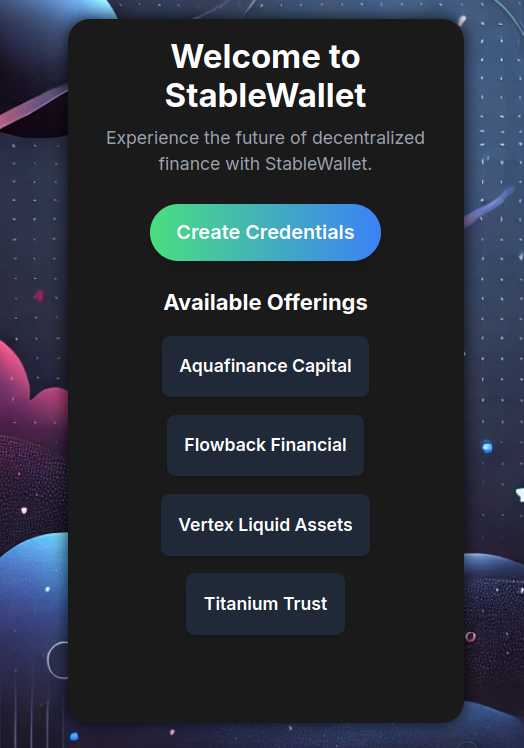 Welcome to
StableWallet
Experience the future of decentralized
finance with StableWallet.
Create Credentials
Available Offerings
Aquafinance Capital
Flowback Financial
Vertex Liquid Assets
Titanium Trust